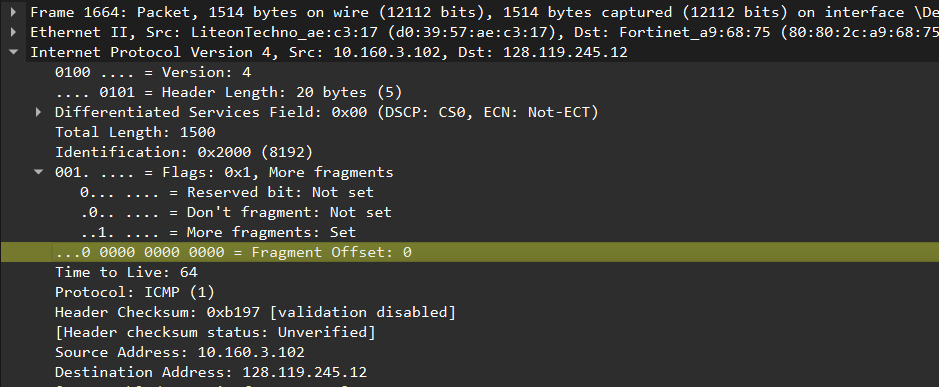 Frame 1664: Packet, 1514 bytes on wire (12112 bits), 1514 bytes captured (12112 bits) on interface \De
Ethernet II, Src: LiteonTechno_ae:c3:17 (d0:39:57:ae:c3:17), Dst: Fortinet_a9:68:75 (80:80:2c:a9:68:75
Internet Protocol Version 4, Src: 10.160.3.102, Dst: 128.119.245.12
0100 .... = Version: 4
.... 0101 = Header Length: 20 bytes (5)
Differentiated Services Field: 0x00 (DSCP: CS0, ECN: Not-ECT)
Total Length: 1500
Identification: 0x2000 (8192)
001. .... = Flags: 0x1, More fragments
0... .... = Reserved bit: Not set
.0.. .... = Don't fragment: Not set
..1. .... = More fragments: Set
...0 0000 0000 0000 = Fragment Offset: 0
Time to Live: 64
Protocol: ICMP (1)
Header Checksum: 0xb197 [validation disabled]
[Header checksum status: Unverified]
Source Address: 10.160.3.102
Destination Address: 128.119.245.12